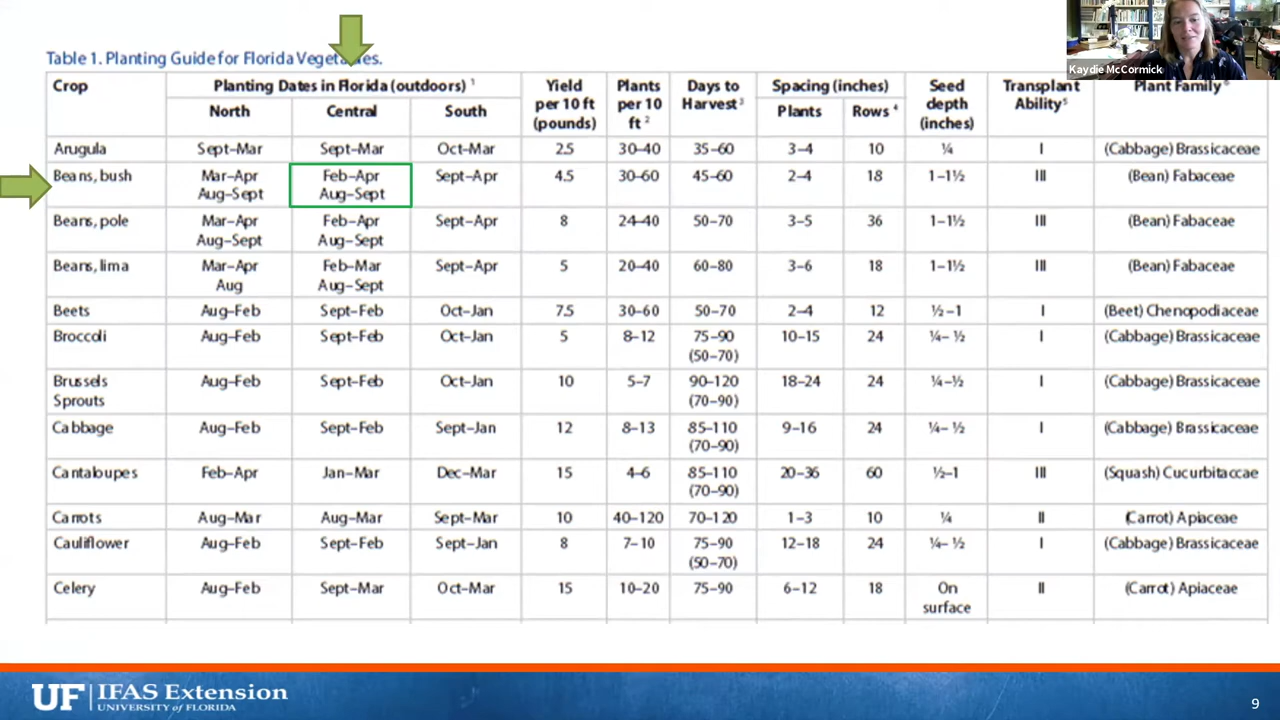 Kaydie McCormick
Table 1. Planting Guide for Florida Vegetables.
Crop Planting Dates in Florida (outdoors) 1 Yield per 10 ft (pounds) Plants per 10 ft 2 Days to Harvest 3 Spacing (inches) Seed depth (inches) Transplant Ability 5 Plant Family 6
North Central South Plants Rows 4
Arugula Sept–Mar Sept–Mar Oct–Mar 2.5 30–40 35–60 3–4 10 ¼ I (Cabbage) Brassicaceae
Beans, bush Mar–Apr Feb–Apr Sept–Apr 4.5 30–60 45–60 2–4 18 1–1½ III (Bean) Fabaceae
Aug–Sept Aug–Sept
Beans, pole Mar–Apr Feb–Apr Sept–Apr 8 24–40 50–70 3–5 36 1–1½ III (Bean) Fabaceae
Aug–Sept Aug–Sept
Beans, lima Mar–Apr Feb–Mar Sept–Apr 5 20–40 60–80 3–6 18 1–1½ III (Bean) Fabaceae
Aug Aug–Sept
Beets Aug–Feb Sept–Feb Oct–Jan 7.5 30–60 50–70 2–4 12 ½–1 I (Beet) Chenopodiaceae
Broccoli Aug–Feb Sept–Feb Oct–Jan 5 8–12 75–90 10–15 24 ¼– ½ I (Cabbage) Brassicaceae
(50–70)
Brussels Aug–Feb Sept–Feb Oct–Jan 10 5–7 90–120 18–24 24 ¼–½ I (Cabbage) Brassicaceae
Sprouts (70–90)
Cabbage Aug–Feb Sept–Feb Sept–Jan 12 8–13 85–110 9–16 24 ¼– ½ I (Cabbage) Brassicaceae
(70–90)
Cantaloupes Feb–Apr Jan–Mar Dec–Mar 15 4–6 85–110 20–36 60 ½–1 III (Squash) Cucurbitaccae
(70–90)
Carrots Aug–Mar Aug–Mar Sept–Mar 10 40–120 70–120 1–3 10 ¼ II (Carrot) Apiaceae
Cauliflower Aug–Feb Sept–Feb Sept–Jan 8 7–10 75–90 12–18 24 ¼– ½ I (Cabbage) Brassicaceae
(50–70)
Celery Aug–Feb Sept–Mar Oct–Mar 15 10–20 75–90 6–12 18 On II (Carrot) Apiaceae
surface
UF IFAS Extension
UNIVERSITY of FLORIDA
9